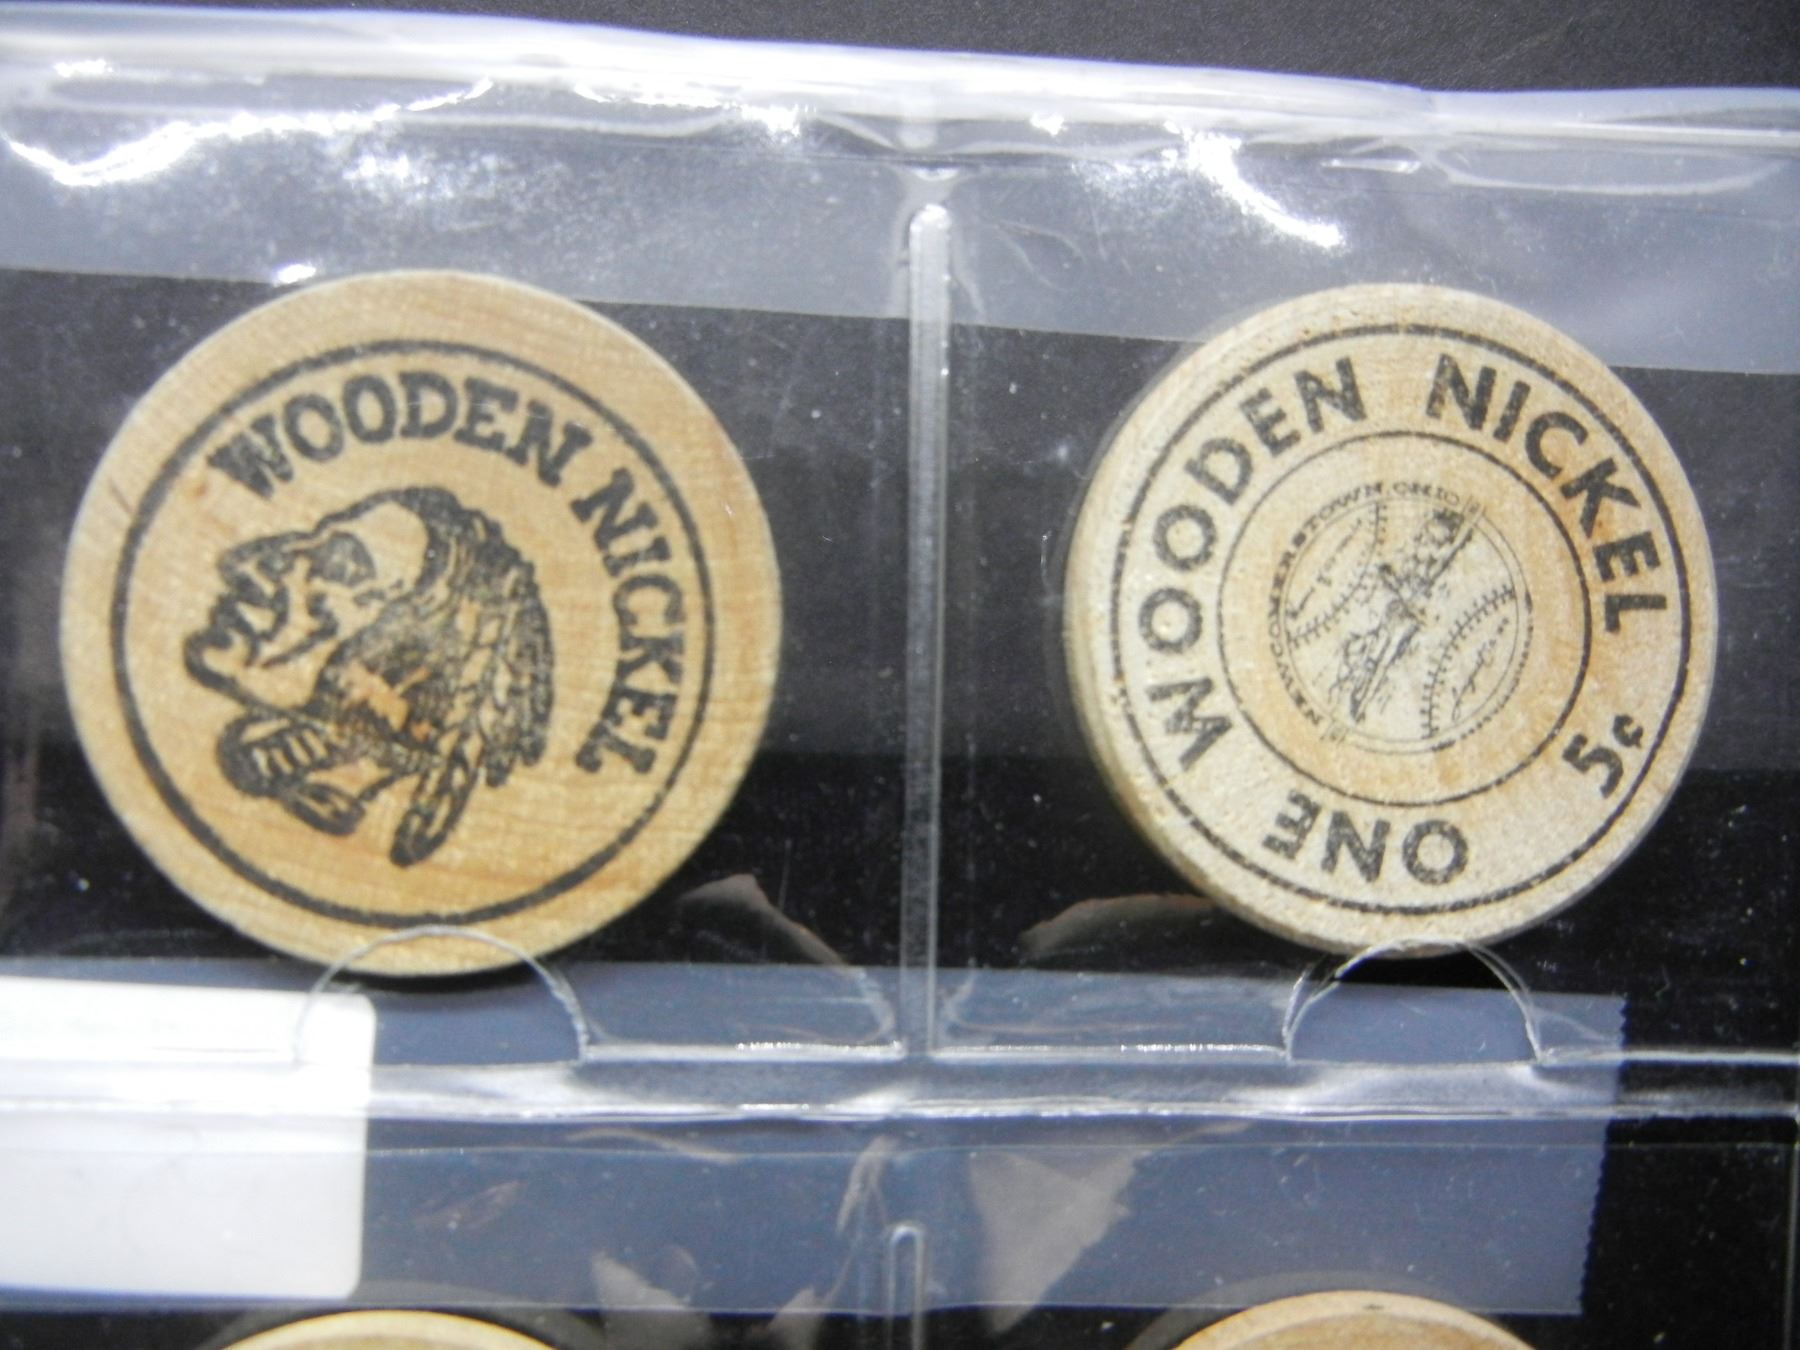 WOODEN NICKEL
ONE WOODEN NICKEL 5¢
NEWCOMERSTOWN, OHIO